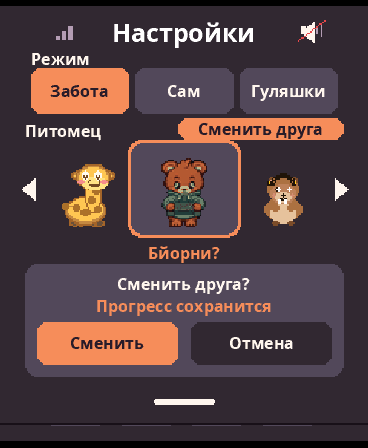 Настройки
Режим
Забота
Сам
Гуляшки
Питомец
Сменить друга
Бйорни?
Сменить друга?
Прогресс сохранится
Сменить
Отмена